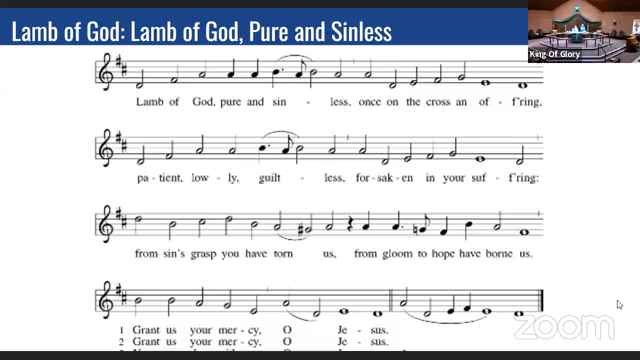 Lamb of God: Lamb of God, Pure and Sinless
King Of Glory
Lamb of God, pure and sin - less, once on the cross an of - f'ring,
pa - tient, low - ly, guilt - less, for - sak - en in your suf - f'ring:
from sin's grasp you have torn us, from gloom to hope have borne us.
1 Grant us your mer - cy, O Je - sus.
2 Grant us your mer - cy, O Je - sus.
zoom